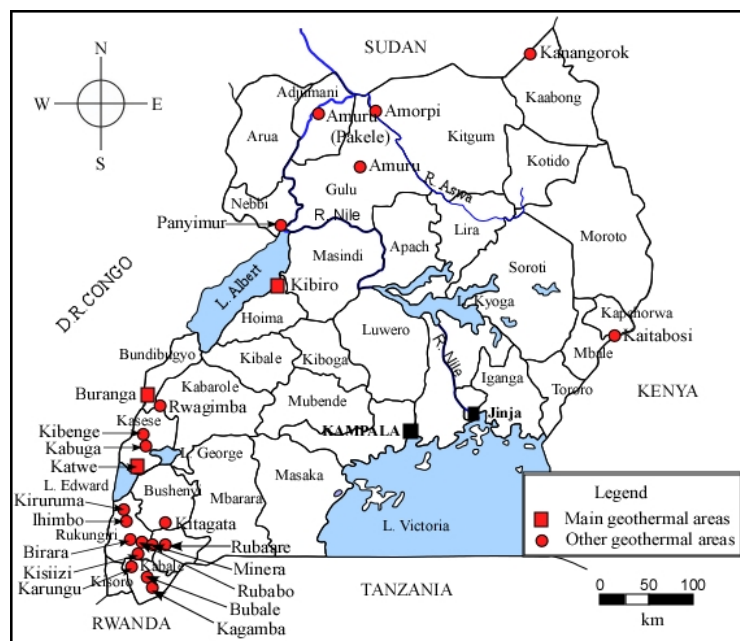 SUDAN
N
W E
S
Kanangorok
Kaabong
Adjumani
Amuru
(Pakele)
Amorpi
Arua
Kitgum
Kotido
Amuru
R. Aswa
Gulu
Nebbi
Panyimur
R. Nile
Apach
Lira
Moroto
Masindi
Soroti
L. Albert
Kibiro
D.R. CONGO
L. Kyoga
Kapchorwa
Hoima
Luwero
Kaitabosi
Bundibugyo
Kibale
Kiboga
R. Nile
Mbale
Iganga
Tororo
KENYA
Buranga
Kabarole
Rwagimba
Mubende
Jinja
Kasese
KAMPALA
Kibenge
Kabuga
L. George
Katwe
Masaka
L. Edward
Bushenyi
Mbarara
Kiruruma
Ihimbo
Kitagata
L. Victoria
Rukungiri
Birara
Rubaare
Kisiizi
Kabale
Minera
Karungu
Kisoro
Rubabo
Bubale
Kagamba
RWANDA
TANZANIA
Legend
Main geothermal areas
Other geothermal areas
0 50 100
km